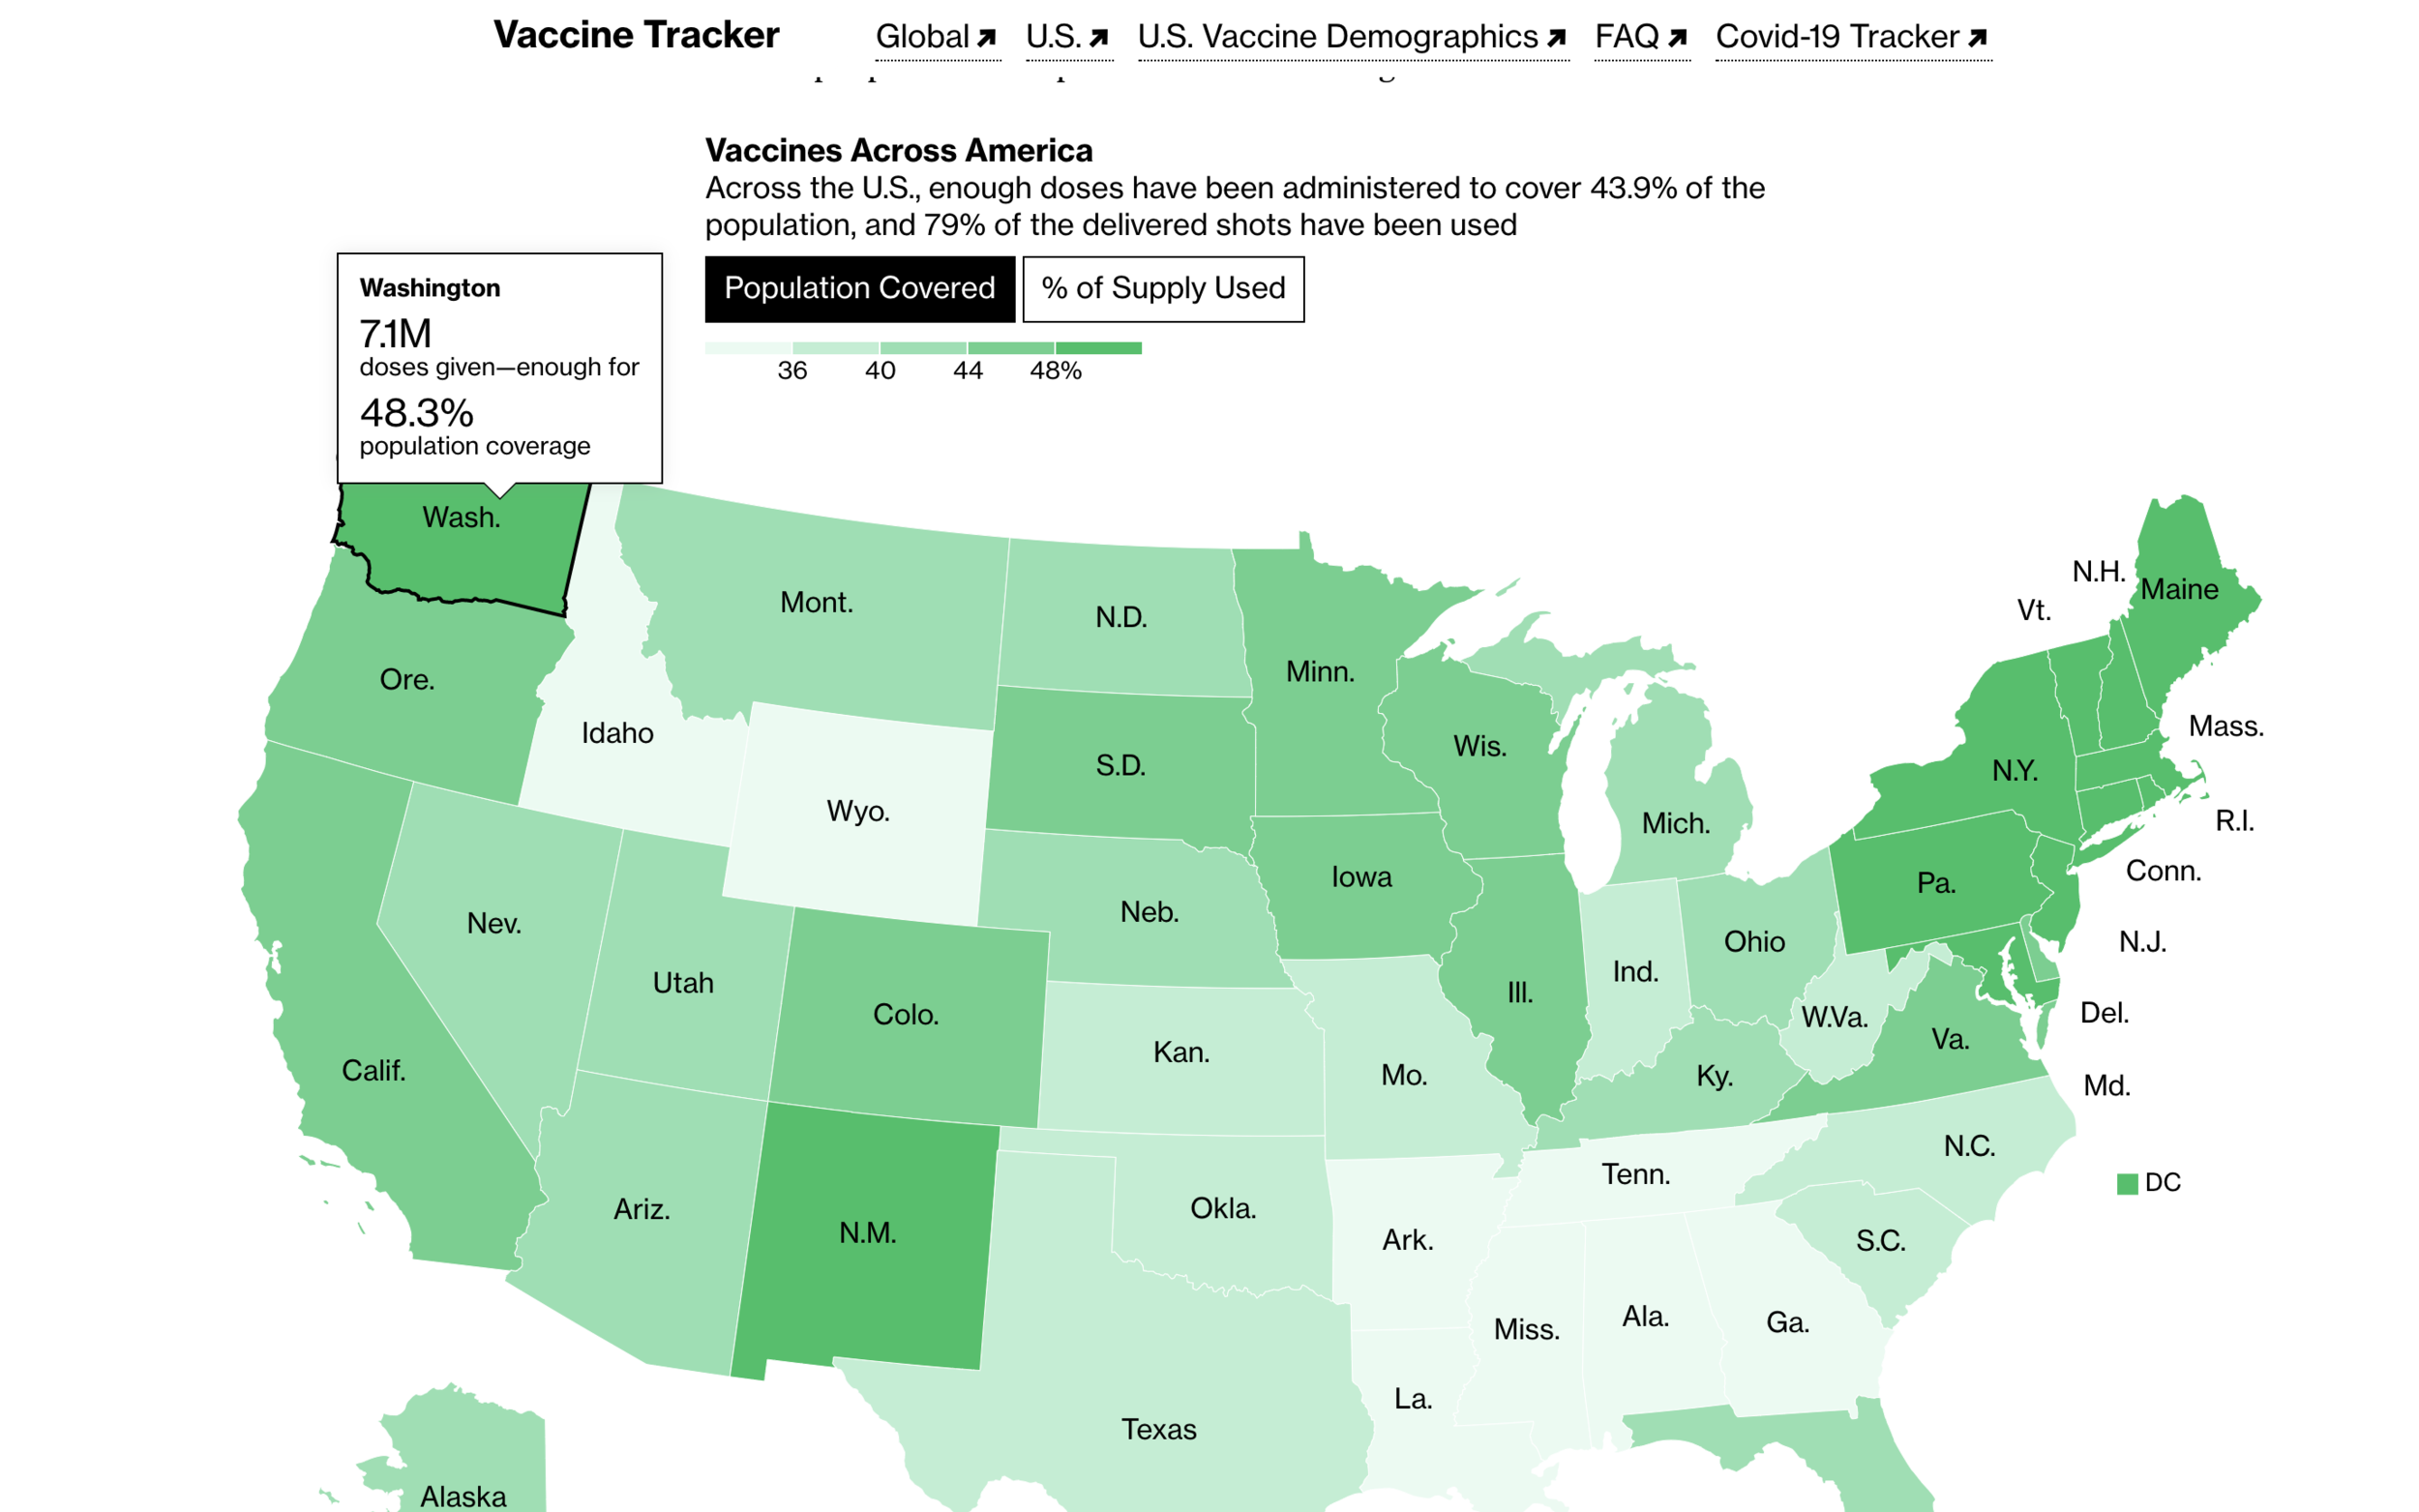 Vaccine Tracker
Global
U.S.
U.S. Vaccine Demographics
FAQ
Covid-19 Tracker
Vaccines Across America
Across the U.S., enough doses have been administered to cover 43.9% of the
population, and 79% of the delivered shots have been used
Population Covered
% of Supply Used
36
40
44
48%
Washington
7.1M
doses given—enough for
48.3%
population coverage
Wash.
Ore.
Idaho
Mont.
N.D.
Minn.
Wis.
Mich.
N.H.
Maine
Vt.
Mass.
N.Y.
R.I.
Conn.
Pa.
N.J.
S.D.
Wyo.
Neb.
Iowa
Nev.
Utah
Colo.
Calif.
Kan.
Mo.
Ill.
Ind.
Ohio
W.Va.
Va.
Del.
Md.
Ky.
Tenn.
N.C.
DC
Ariz.
N.M.
Okla.
Ark.
S.C.
Miss.
Ala.
Ga.
La.
Texas
Alaska